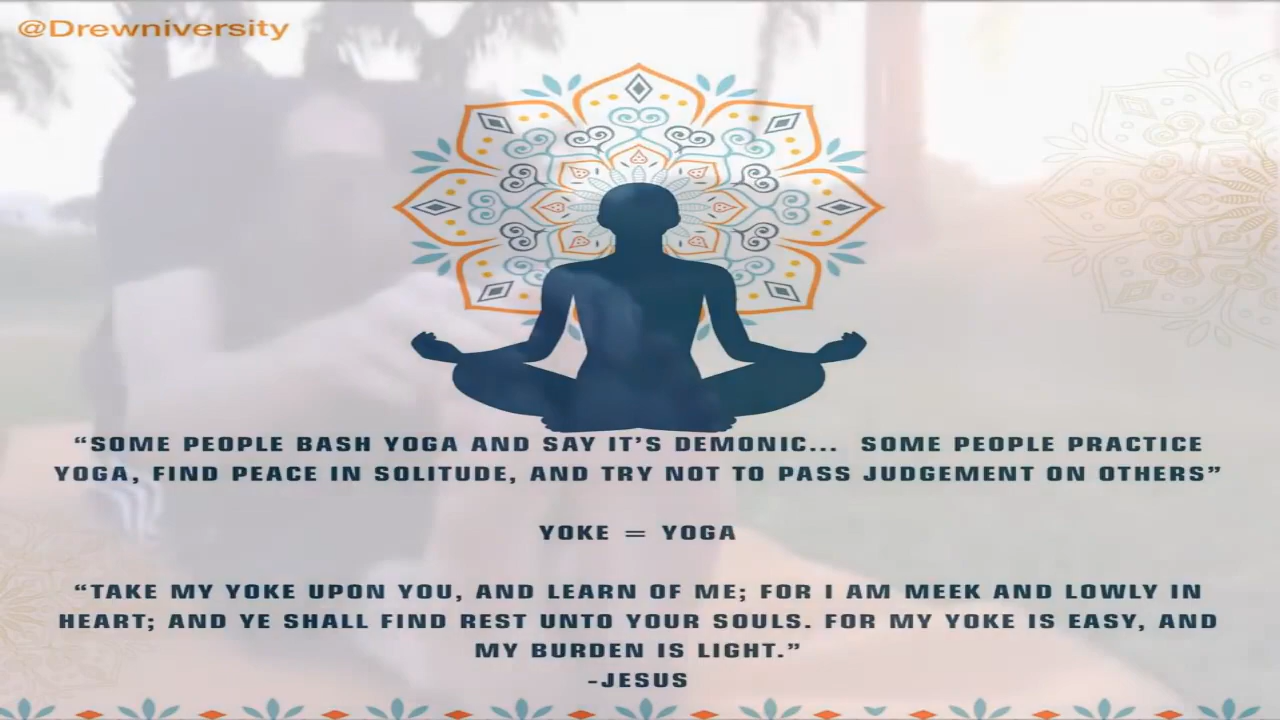 @Drewniversity
“SOME PEOPLE BASH YOGA AND SAY IT’S DEMONIC... SOME PEOPLE PRACTICE
YOGA, FIND PEACE IN SOLITUDE, AND TRY NOT TO PASS JUDGEMENT ON OTHERS”
YOKE = YOGA
“TAKE MY YOKE UPON YOU, AND LEARN OF ME; FOR I AM MEEK AND LOWLY IN
HEART; AND YE SHALL FIND REST UNTO YOUR SOULS. FOR MY YOKE IS EASY, AND
MY BURDEN IS LIGHT.”
-JESUS